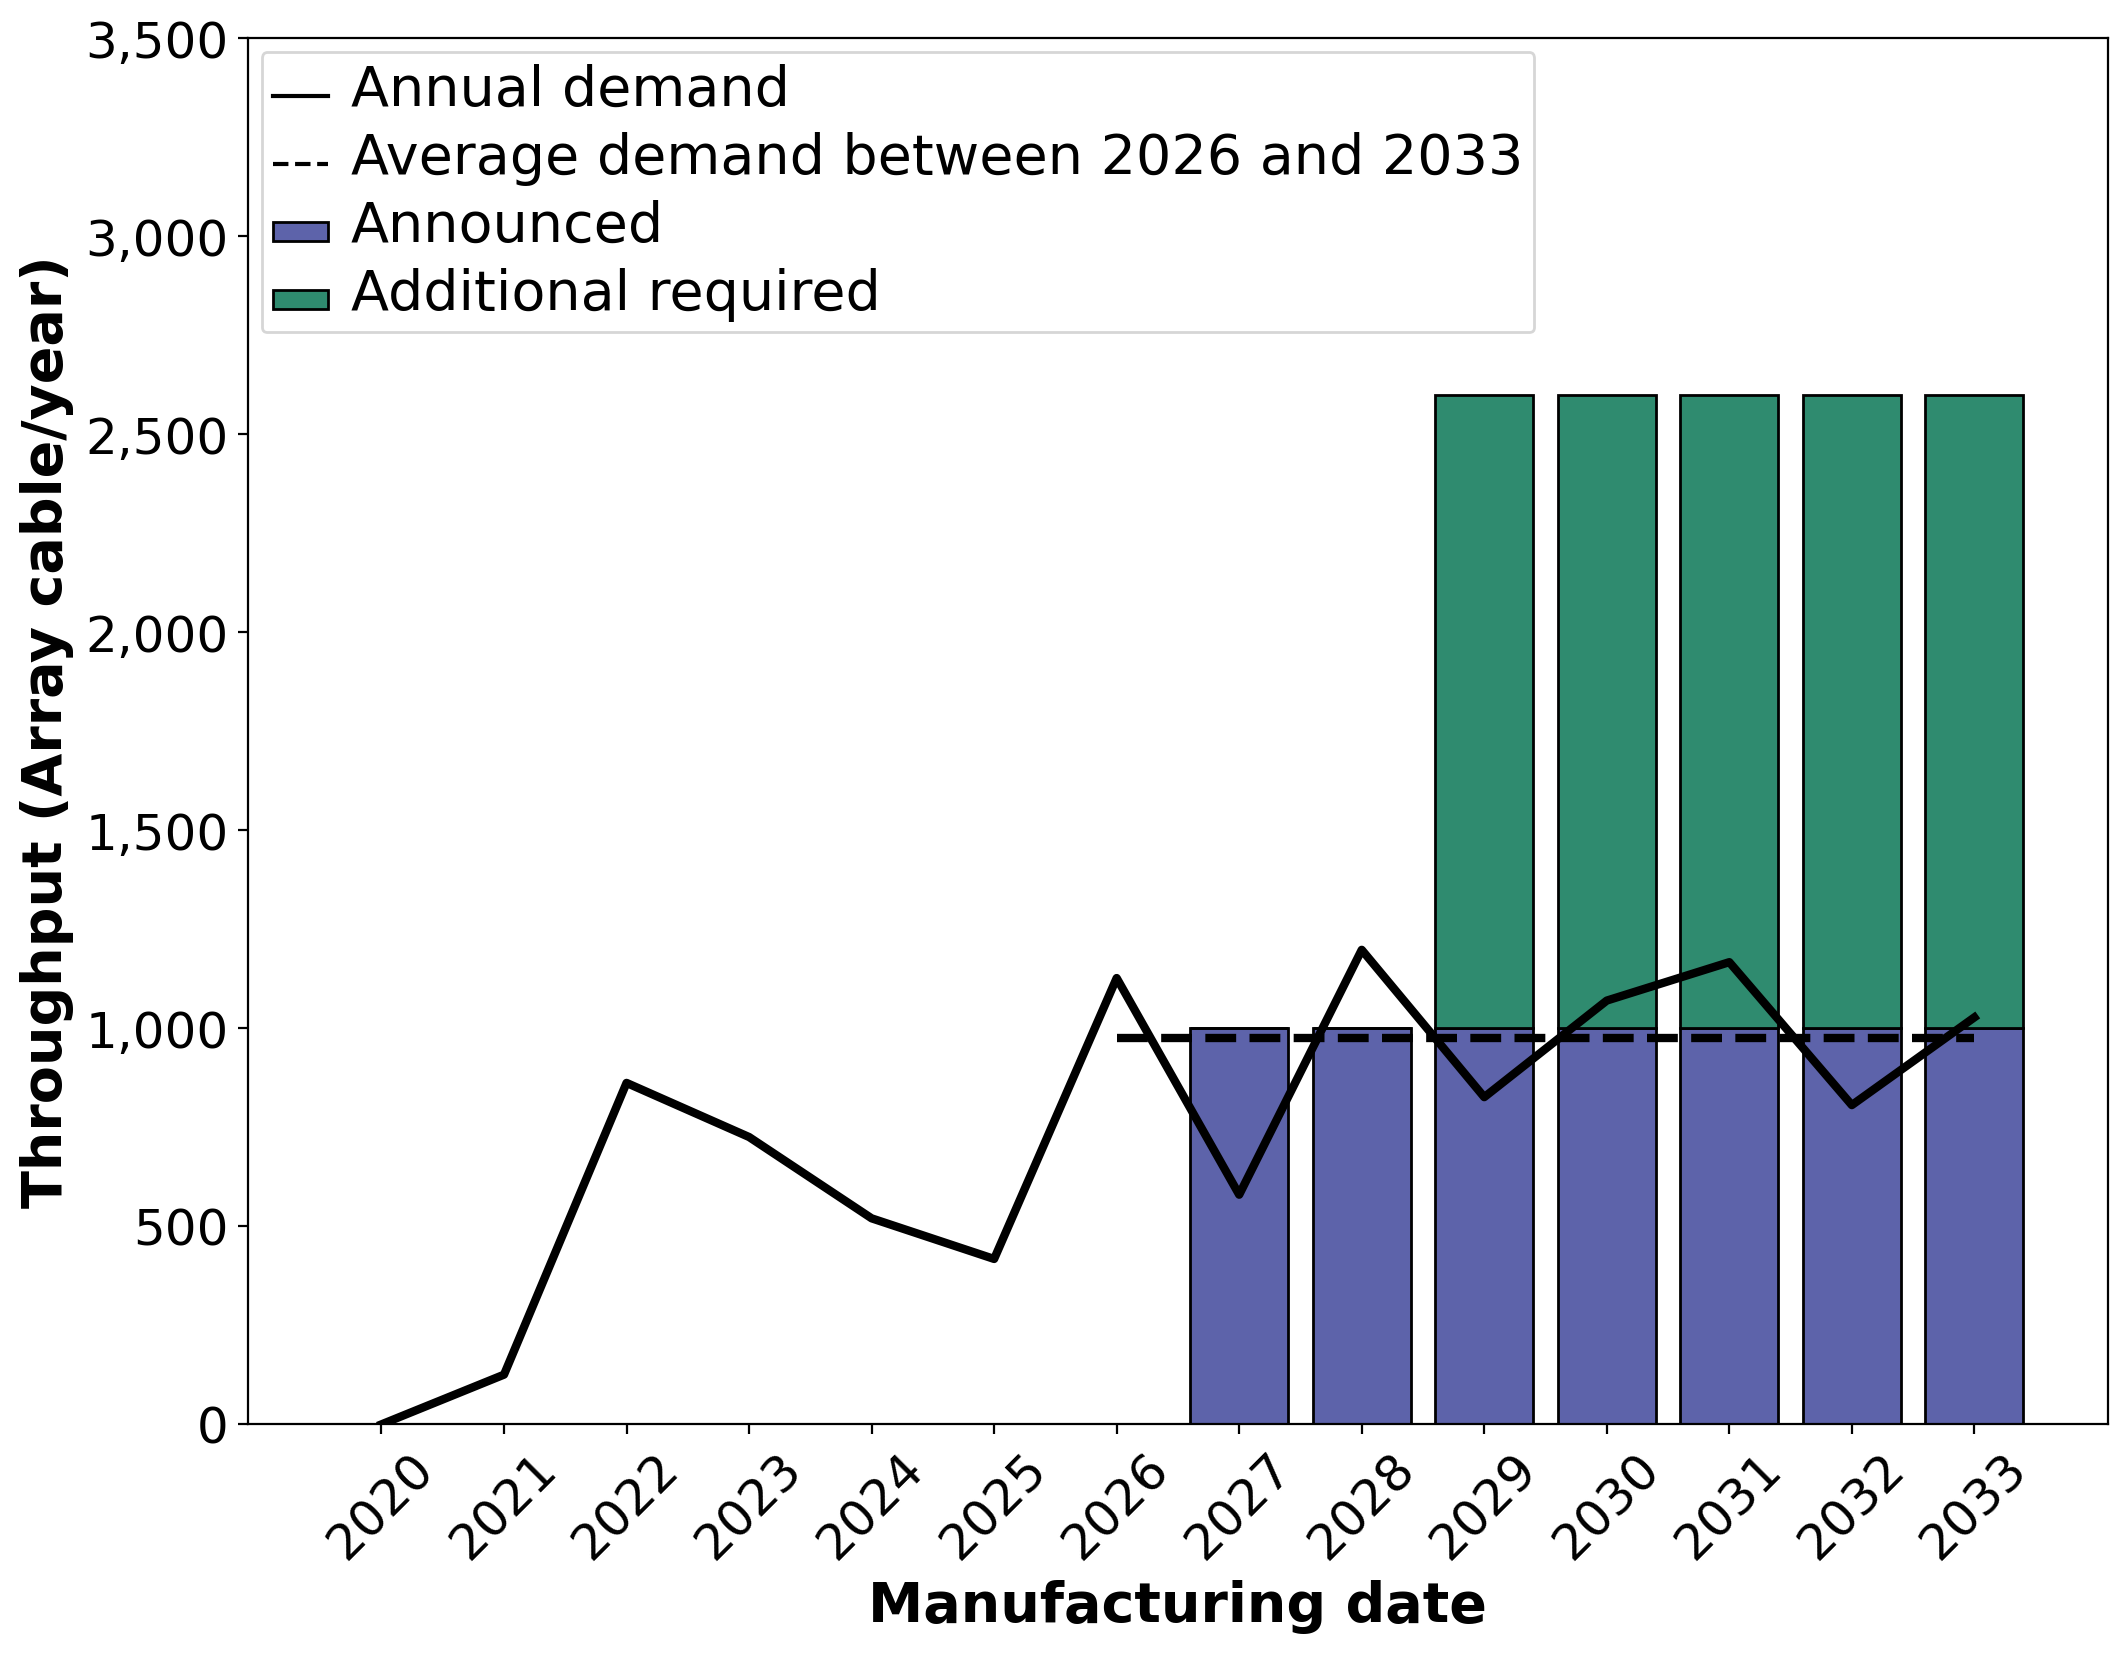 3,500
3,000
2,500
2,000
1,500
1,000
500
0
Throughput (Array cable/year)
Annual demand
Average demand between 2026 and 2033
Announced
Additional required
2020 2021 2022 2023 2024 2025 2026 2027 2028 2029 2030 2031 2032 2033
Manufacturing date